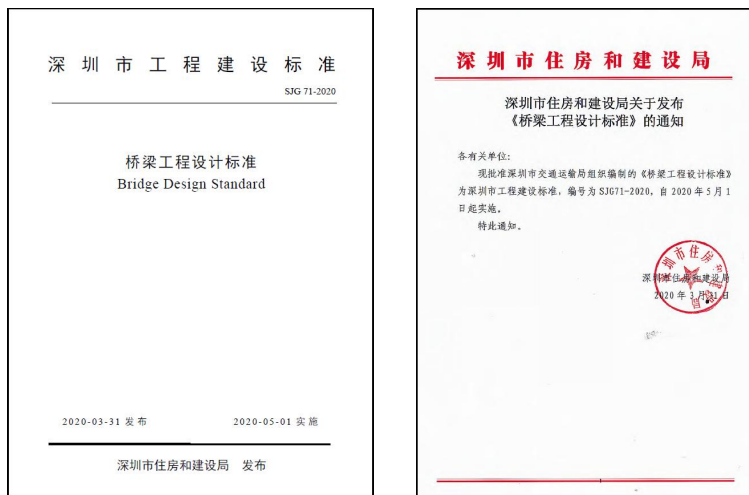 深圳市工程建设标准
SJG 71-2020
桥梁工程设计标准
Bridge Design Standard
2020-03-31 发布
2020-05-01 实施
深圳市住房和建设局 发布
深圳市住房和建设局
深圳市住房和建设局关于发布
《桥梁工程设计标准》的通知
各有关单位:
现批准深圳市交通运输局组织编制的《桥梁工程设计标准》
为深圳市工程建设标准，编号为SJG71-2020，自2020年5月1
日起实施。
特此通知。
深圳市住房和建设局
2020年3月31日